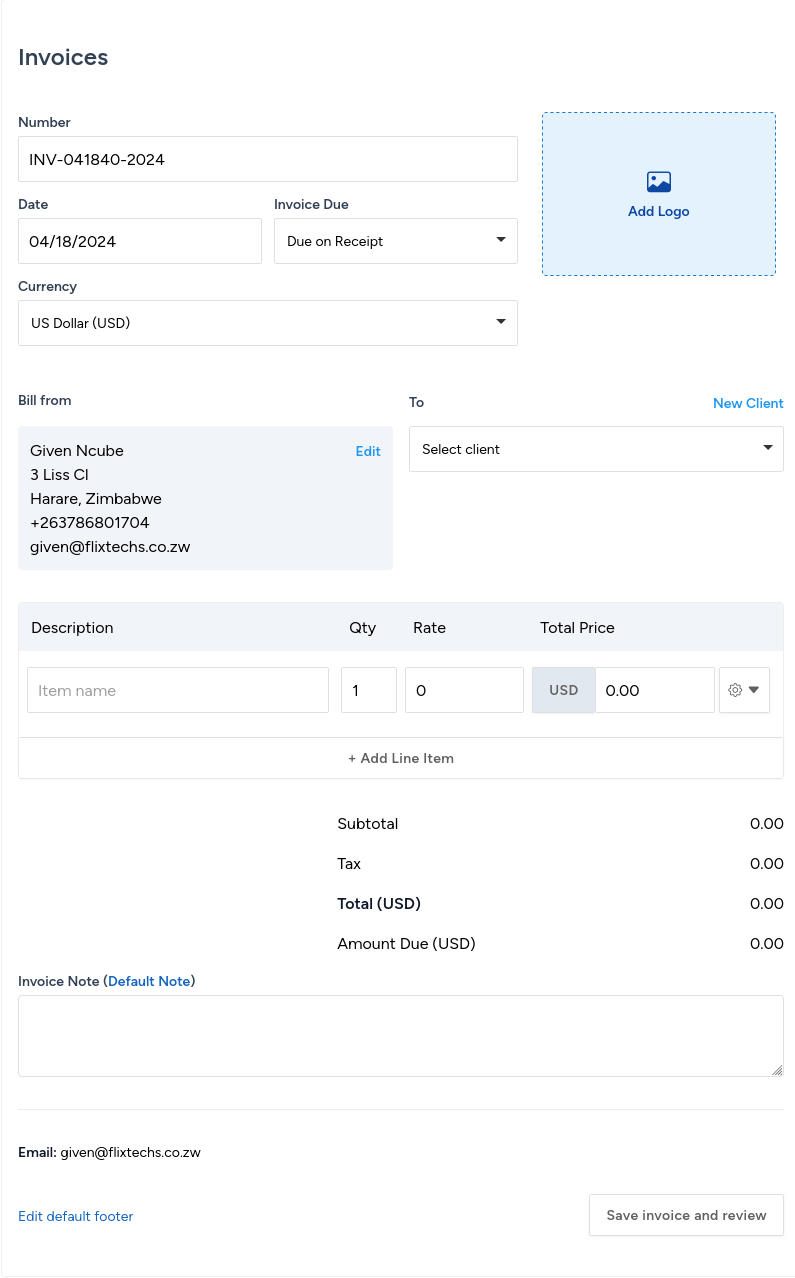 Invoices
Number
INV-041840-2024
Add Logo
Date
Invoice Due
04/18/2024
Due on Receipt
Currency
US Dollar (USD)
Bill from
To
New Client
Given Ncube
Edit
3 Liss Cl
Harare, Zimbabwe
+263786801704
given@flixtechs.co.zw
Select client
Description Qty Rate Total Price
Item name 1 0 USD 0.00
+ Add Line Item
Subtotal 0.00
Tax 0.00
Total (USD) 0.00
Amount Due (USD) 0.00
Invoice Note (Default Note)
Email: given@flixtechs.co.zw
Edit default footer
Save invoice and review